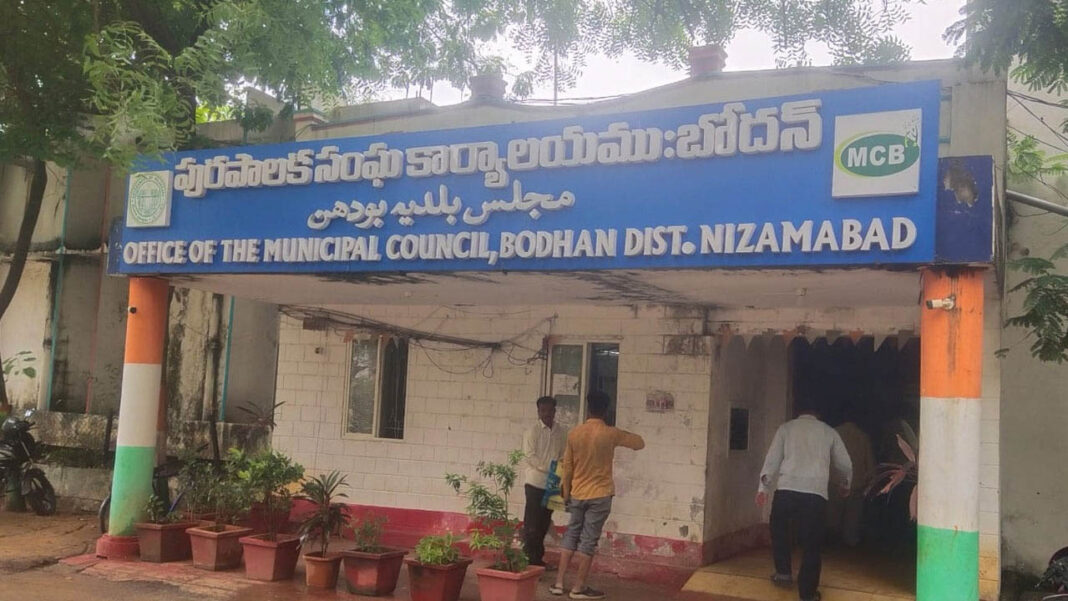 పురపాలక సంఘ కార్యాలయము:బోధన్
MCB
مجلس بلدیہ بودھن
OFFICE OF THE MUNICIPAL COUNCIL, BODHAN DIST. NIZAMABAD